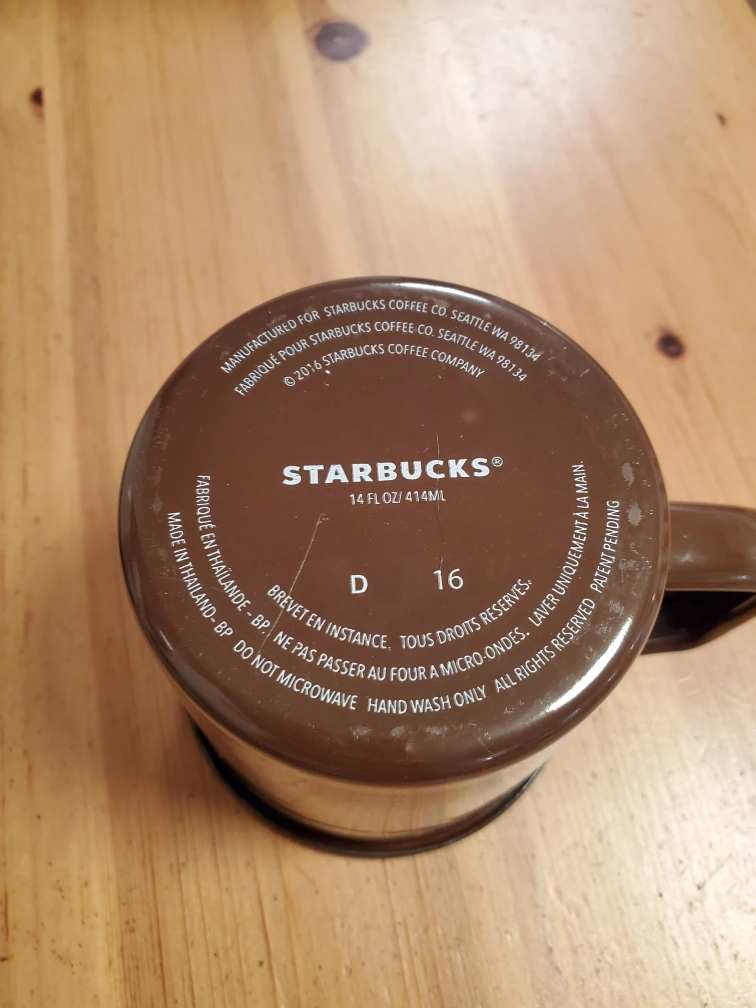 MANUFACTURED FOR STARBUCKS COFFEE CO. SEATTLE WA 98134
FABRIQUÉ POUR STARBUCKS COFFEE CO. SEATTLE WA 98134
© 2016 STARBUCKS COFFEE COMPANY
STARBUCKS®
14 FL OZ/ 414ML
D 16
BREVET EN INSTANCE. TOUS DROITS RESERVES.
FABRIQUÉ EN THAÏLANDE - BP. NE PAS PASSER AU FOUR A MICRO-ONDES. LAVER UNIQUEMENT À LA MAIN.
MADE IN THAILAND - BP DO NOT MICROWAVE HAND WASH ONLY ALL RIGHTS RESERVED PATENT PENDING